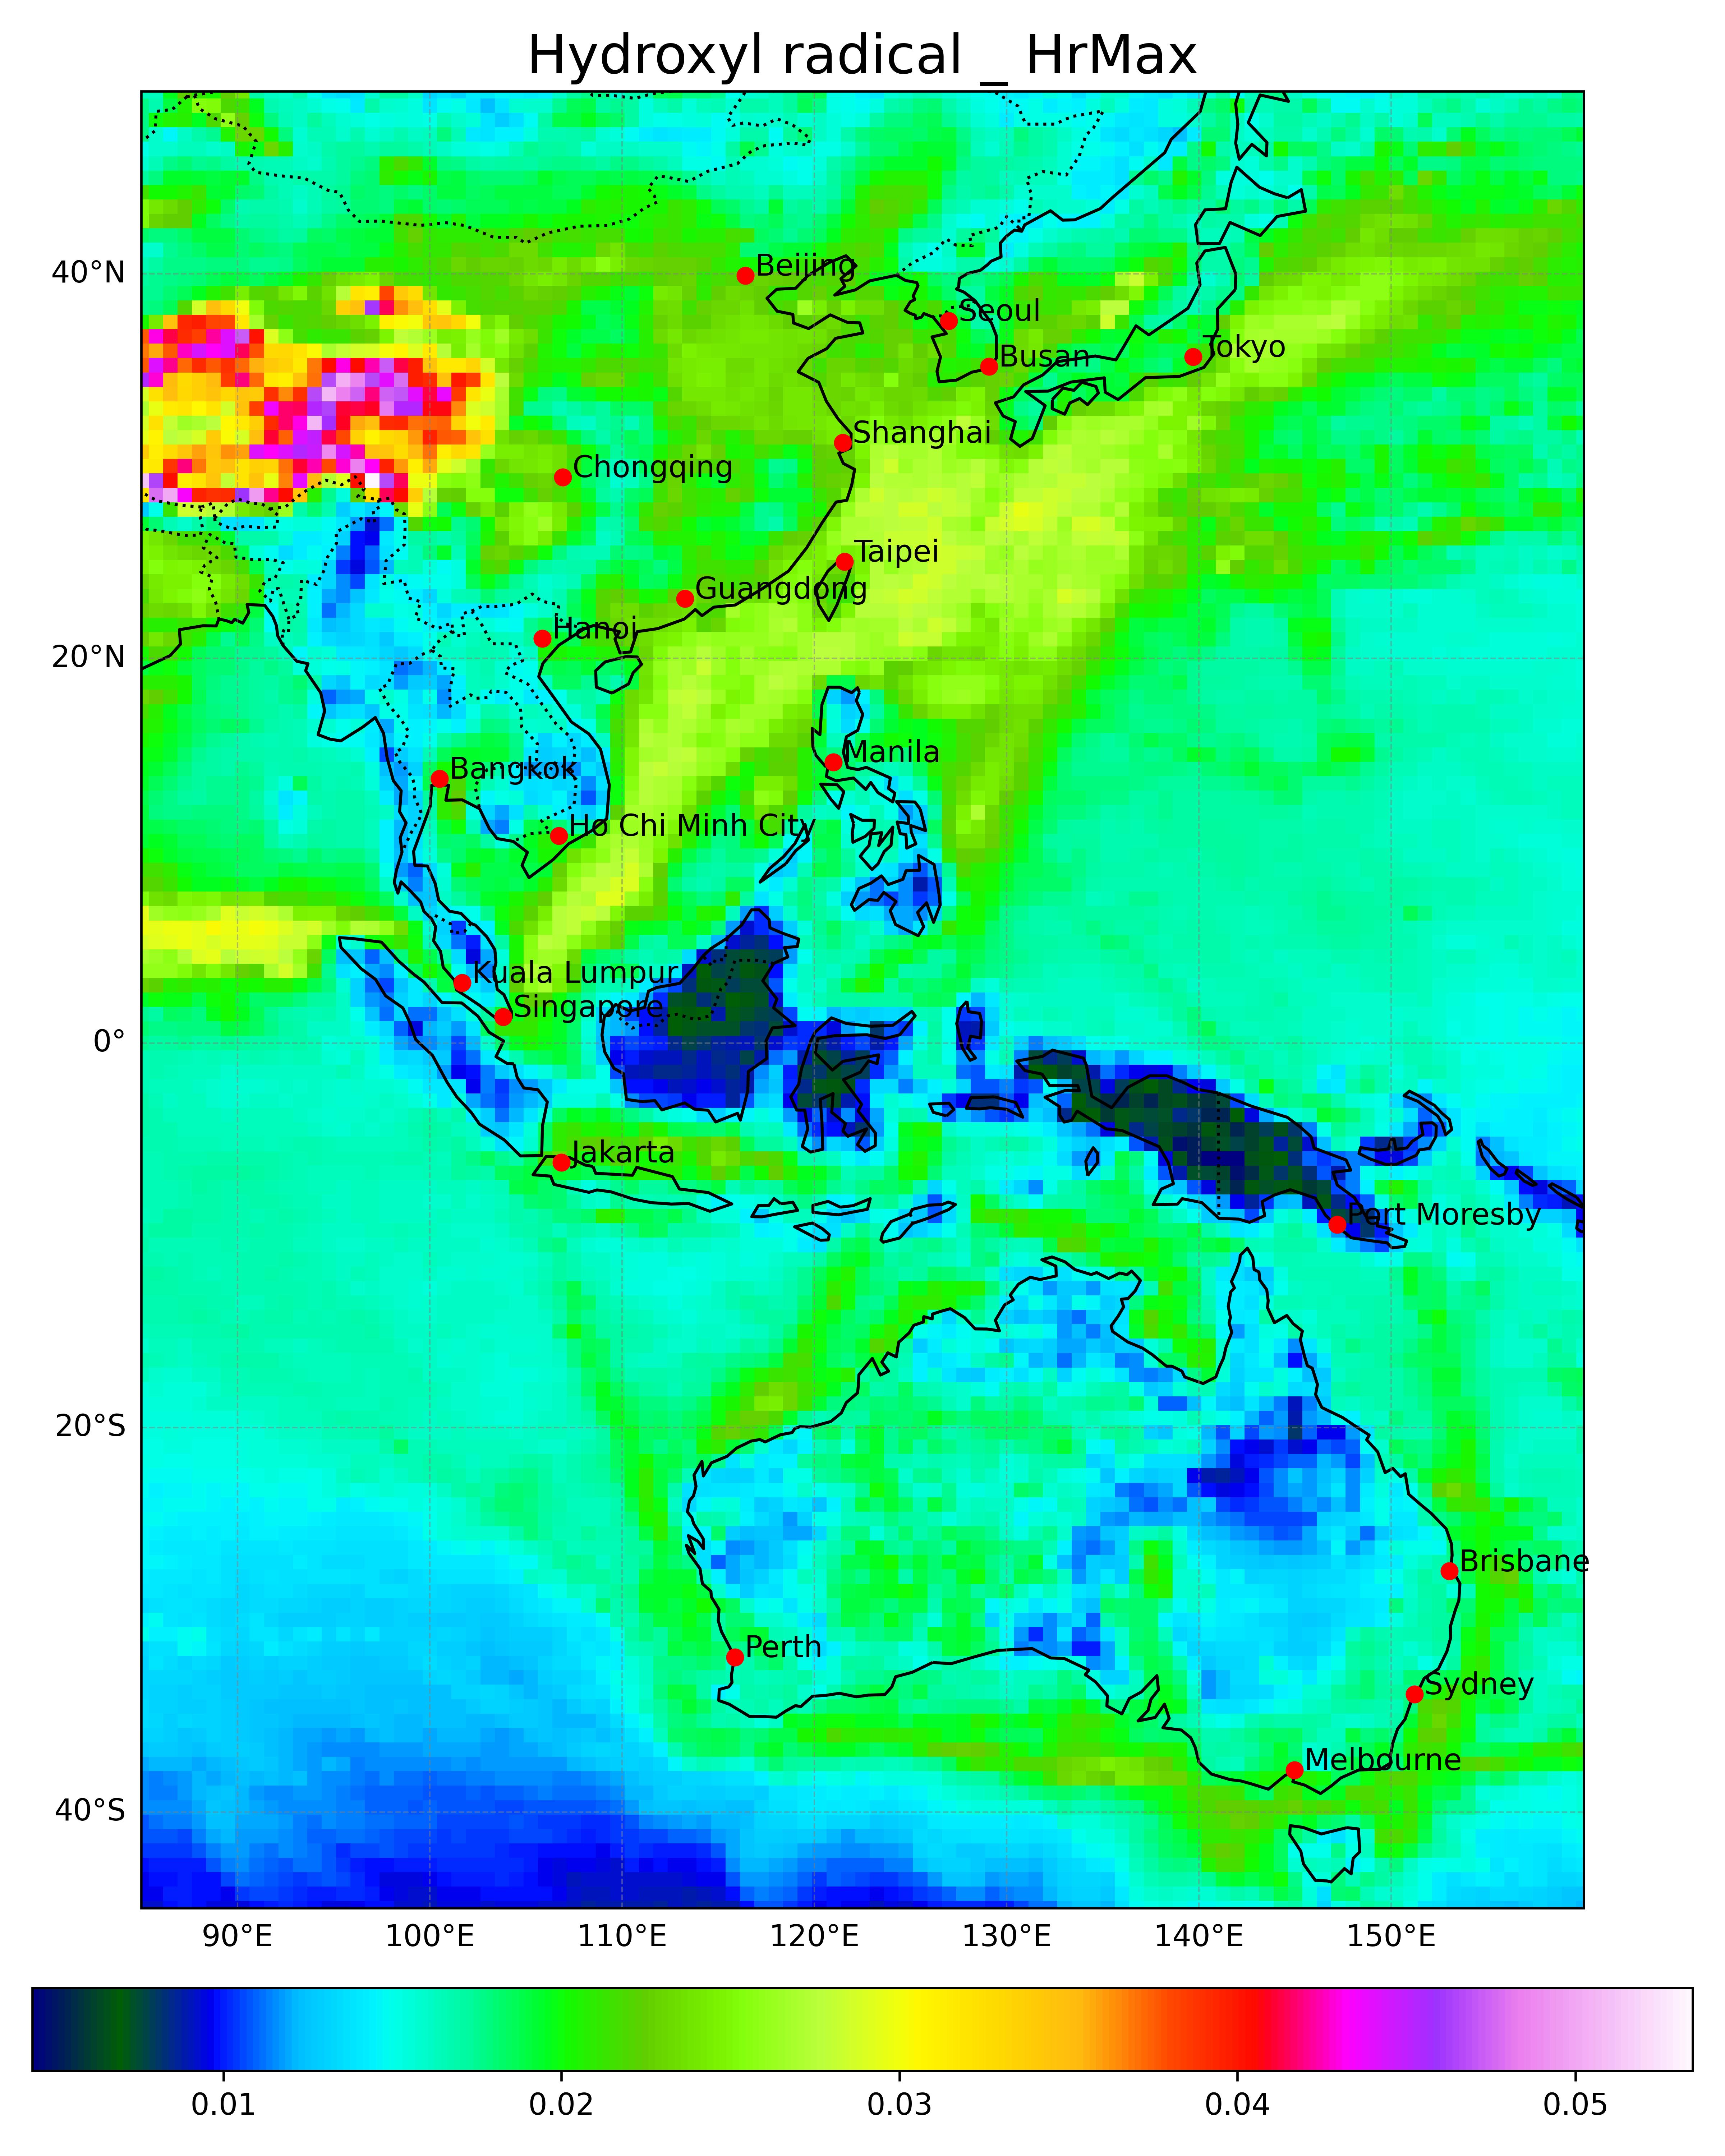 Hydroxyl radical _ HrMax
40°N
20°N
0°
20°S
40°S
Beijing
Seoul
Busan
Tokyo
Shanghai
Chongqing
Taipei
Guangdong
Hanoi
Manila
Bangkok
Ho Chi Minh City
Kuala Lumpur
Singapore
Jakarta
Port Moresby
Brisbane
Perth
Sydney
Melbourne
90°E 100°E 110°E 120°E 130°E 140°E 150°E
0.01 0.02 0.03 0.04 0.05